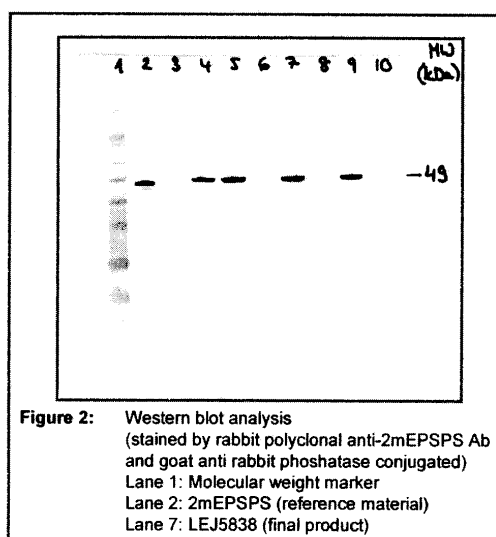 MW
1 2 3 4 5 6 7 8 9 10 (kDa)
—49
Figure 2: Western blot analysis
(stained by rabbit polyclonal anti-2mEPSPS Ab
and goat anti rabbit phoshatase conjugated)
Lane 1: Molecular weight marker
Lane 2: 2mEPSPS (reference material)
Lane 7: LEJ5838 (final product)